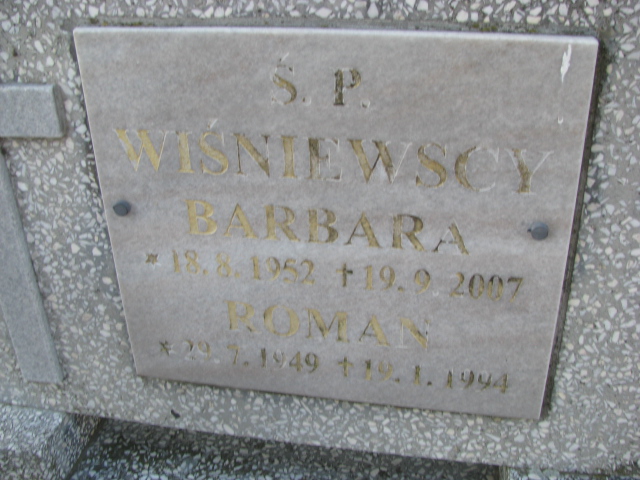 Ś. P.
WIŚNIEWSCY
BARBARA
* 18. 8. 1952 † 19. 9. 2007
ROMAN
* 29. 7. 1949 † 19. 1. 1994